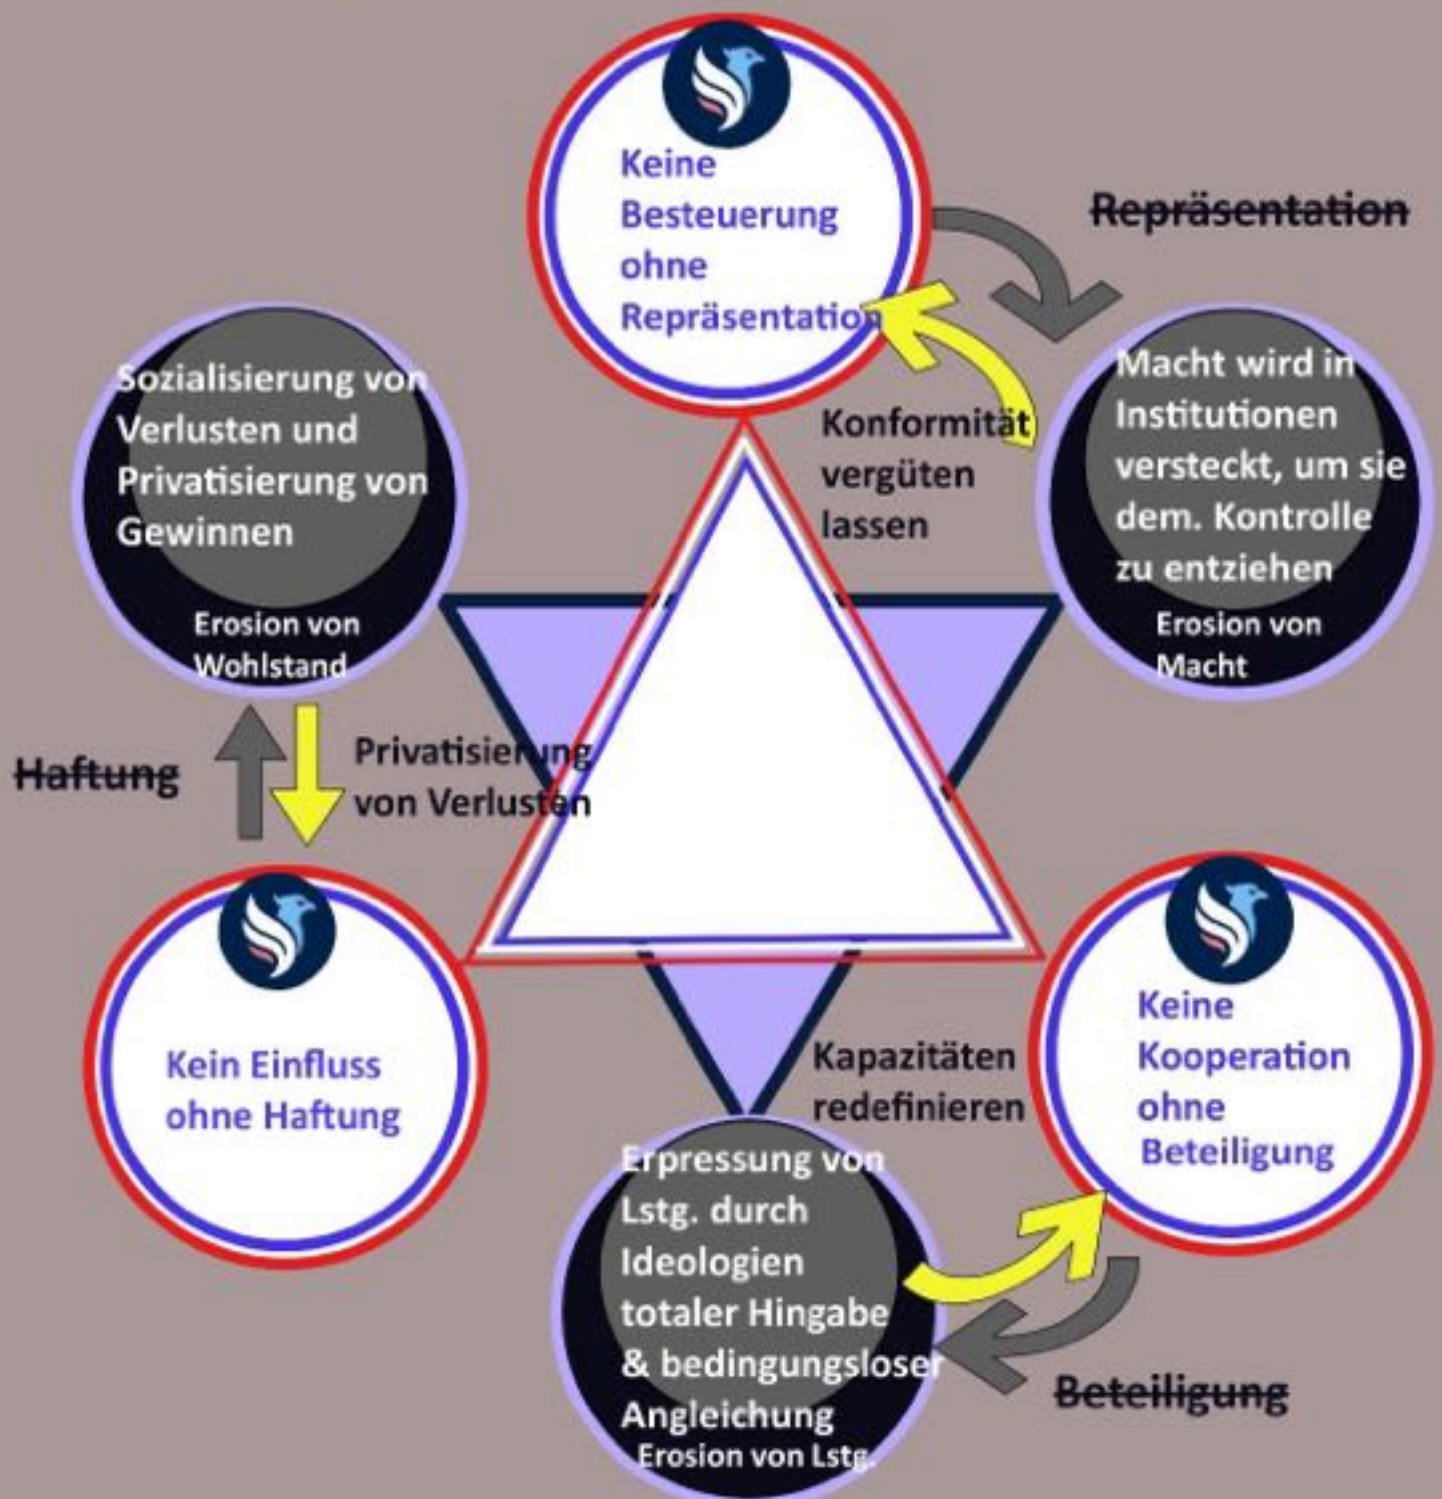 Keine
Besteuerung
ohne
Repräsentation
Repräsentation
Konformität
vergüten
lassen
Macht wird in
Institutionen
versteckt, um sie
dem. Kontrolle
zu entziehen
Erosion von
Macht
Sozialisierung von
Verlusten und
Privatisierung von
Gewinnen
Erosion von
Wohlstand
Haftung
Privatisierung
von Verlusten
Kein Einfluss
ohne Haftung
Kapazitäten
redefinieren
Keine
Kooperation
ohne
Beteiligung
Erpressung von
Lstg. durch
Ideologien
totaler Hingabe
& bedingungsloser
Angleichung
Erosion von Lstg.
Beteiligung